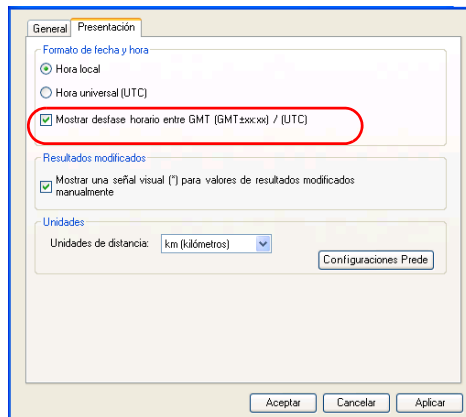 General Presentación
Formato de fecha y hora
Hora local
Hora universal (UTC)
Mostrar desfase horario entre GMT (GMT±xx:xx) / (UTC)
Resultados modificados
Mostrar una señal visual (*) para valores de resultados modificados
manualmente
Unidades
Unidades de distancia: km (kilómetros)
Configuraciones Prede
Aceptar Cancelar Aplicar